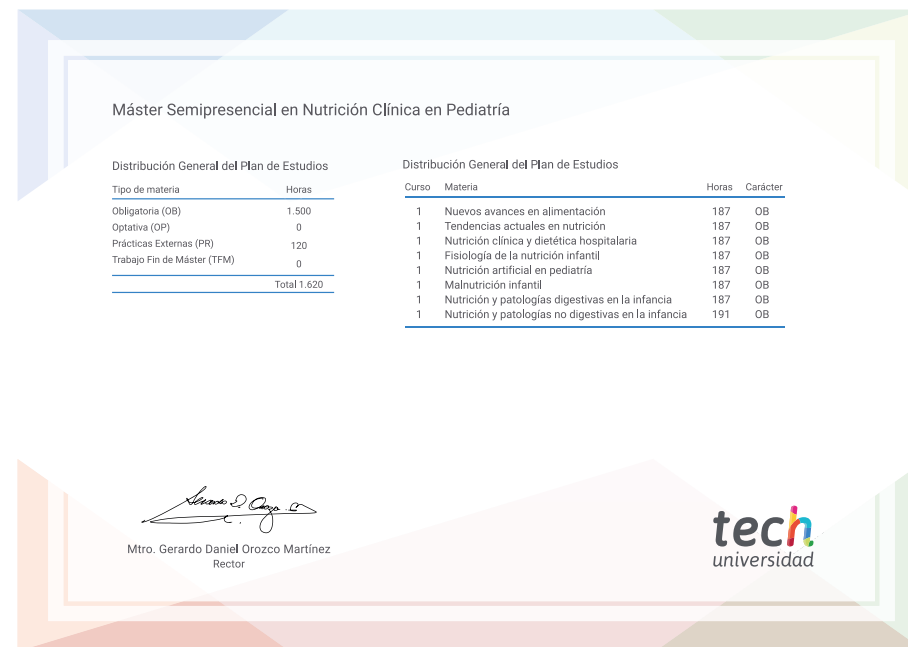 Máster Semipresencial en Nutrición Clínica en Pediatría
Distribución General del Plan de Estudios
Tipo de materia Horas
Obligatoria (OB) 1.500
Optativa (OP) 0
Prácticas Externas (PR) 120
Trabajo Fin de Máster (TFM) 0
Total 1.620
Distribución General del Plan de Estudios
Curso Materia Horas Carácter
1 Nuevos avances en alimentación 187 OB
1 Tendencias actuales en nutrición 187 OB
1 Nutrición clínica y dietética hospitalaria 187 OB
1 Fisiología de la nutrición infantil 187 OB
1 Nutrición artificial en pediatría 187 OB
1 Malnutrición infantil 187 OB
1 Nutrición y patologías digestivas en la infancia 187 OB
1 Nutrición y patologías no digestivas en la infancia 191 OB
Mtro. Gerardo Daniel Orozco Martínez
Rector
tech
universidad